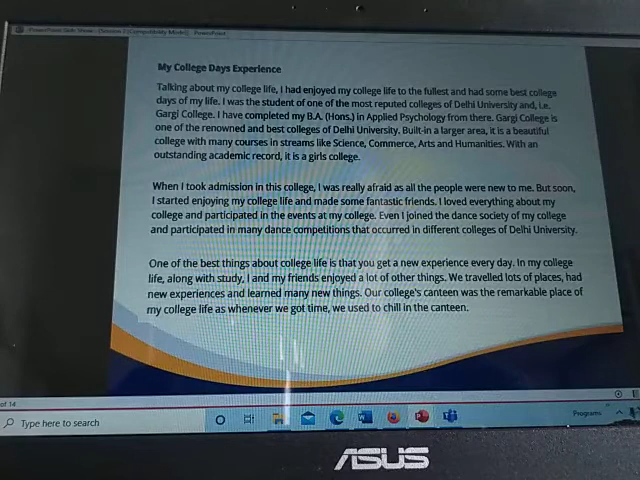 PowerPoint Slide Show - [Session 2 [Compatibility Mode]] - PowerPoint
My College Days Experience
Talking about my college life, I had enjoyed my college life to the fullest and had some best college
days of my life. I was the student of one of the most reputed colleges of Delhi University and, i.e.
Gargi College. I have completed my B.A. (Hons.) in Applied Psychology from there. Gargi College is
one of the renowned and best colleges of Delhi University. Built-in a larger area, it is a beautiful
college with many courses in streams like Science, Commerce, Arts and Humanities. With an
outstanding academic record, it is a girls college.
When I took admission in this college, I was really afraid as all the people were new to me. But soon,
I started enjoying my college life and made some fantastic friends. I loved everything about my
college and participated in the events at my college. Even I joined the dance society of my college
and participated in many dance competitions that occurred in different colleges of Delhi University.
One of the best things about college life is that you get a new experience every day. In my college
life, along with study, I and my friends enjoyed a lot of other things. We travelled lots of places, had
new experiences and learned many new things. Our college's canteen was the remarkable place of
my college life as whenever we got time, we used to chill in the canteen.
of 14
Type here to search
Programs
ASUS